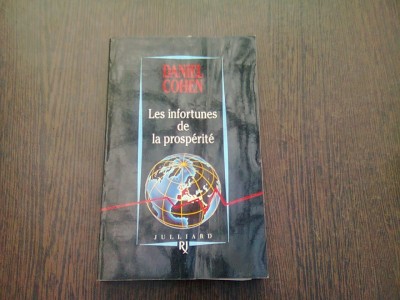 DANIEL
COHEN
Les infortunes
de
la prospérité
JULLIARD